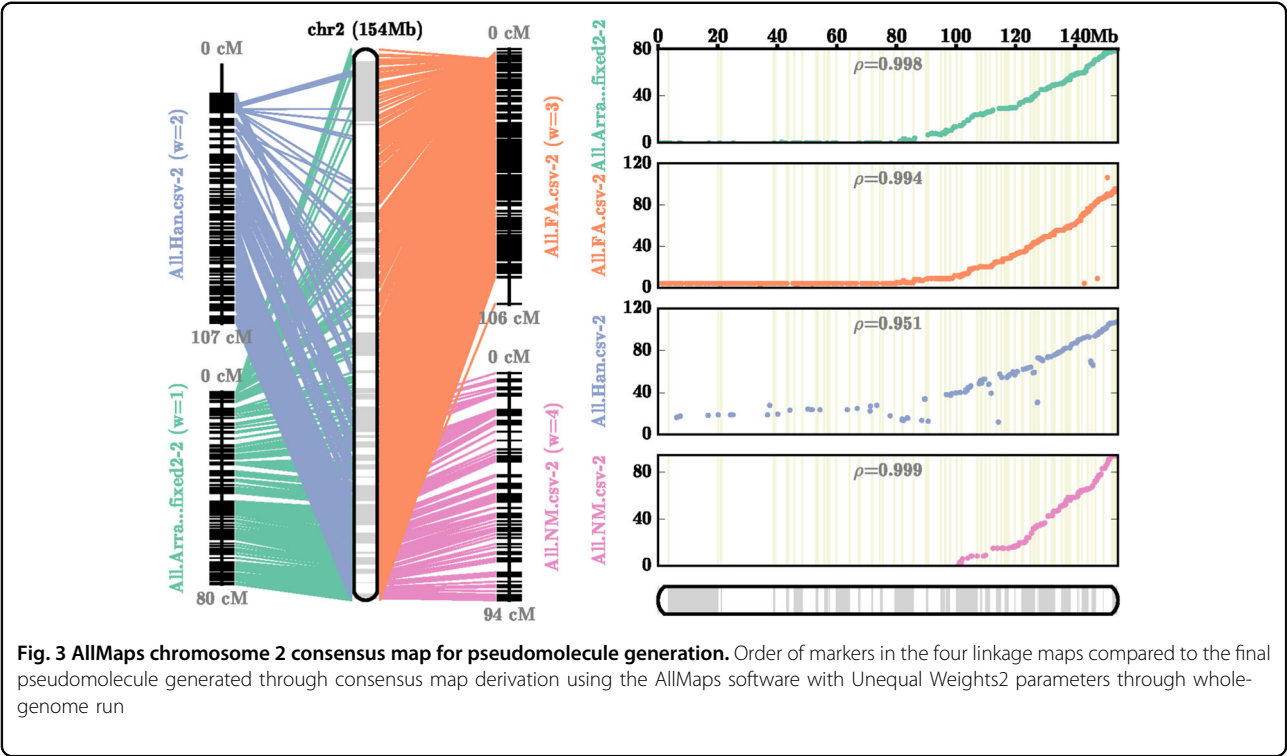 chr2 (154Mb)
0 cM
All.Han.csv-2 (w=2)
107 cM
0 cM
All.Arra...fixed2-2 (w=1)
80 cM
0 cM
All.FA.csv-2 (w=3)
106 cM
0 cM
All.NM.csv-2 (w=4)
94 cM
0 20 40 60 80 100 120 140Mb
All.Arra...fixed2-2
80
40
0
ρ=0.998
All.FA.csv-2
120
80
40
0
ρ=0.994
All.Han.csv-2
120
80
40
0
ρ=0.951
All.NM.csv-2
80
40
0
ρ=0.999
Fig. 3 AllMaps chromosome 2 consensus map for pseudomolecule generation. Order of markers in the four linkage maps compared to the final
pseudomolecule generated through consensus map derivation using the AllMaps software with Unequal Weights2 parameters through whole-
genome run